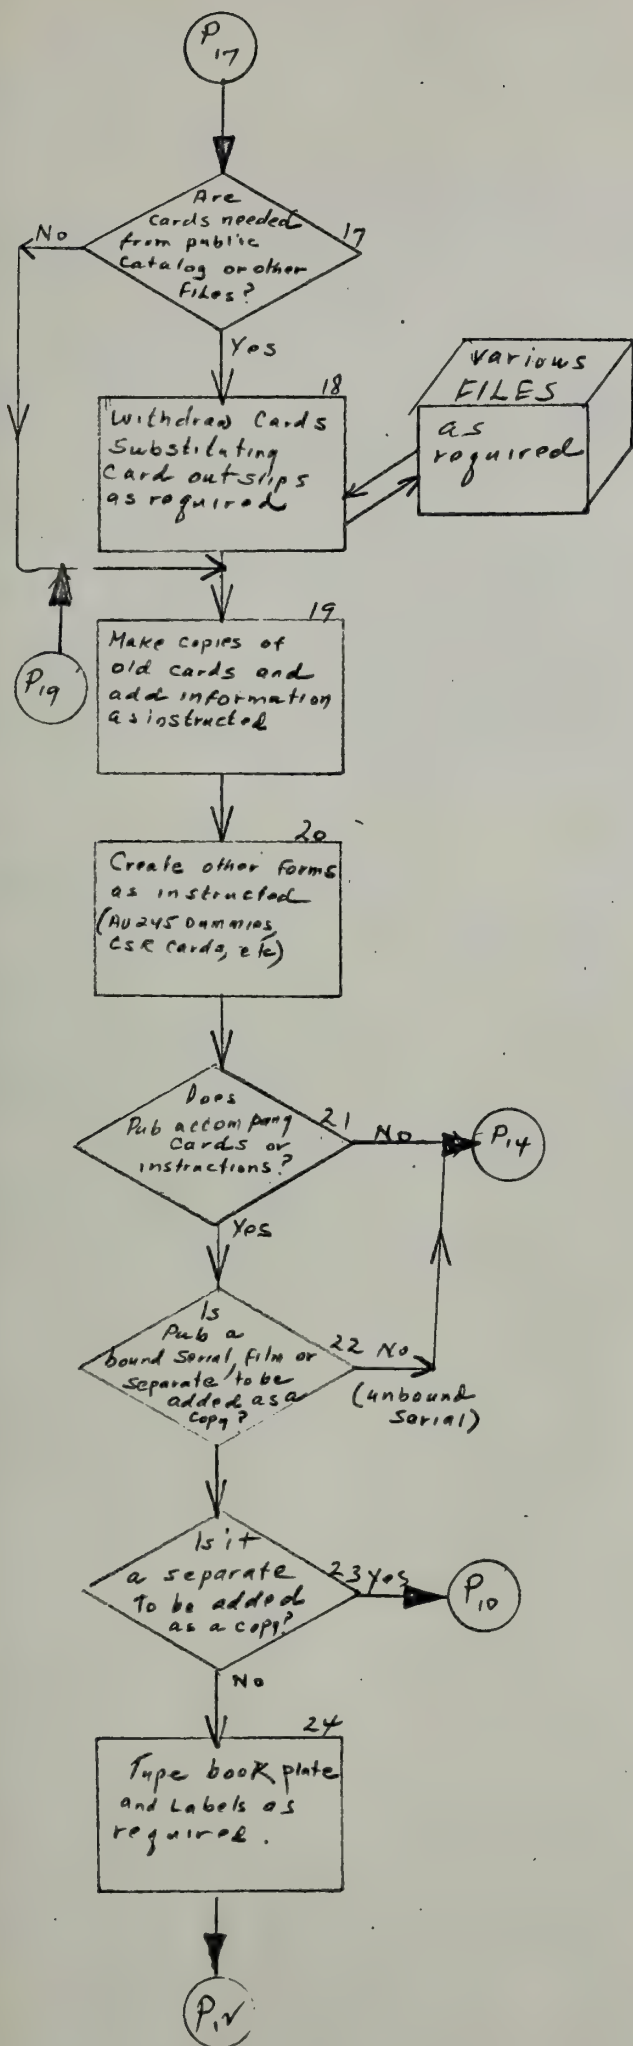 P17
Are
Cards needed
from public
Catalog or other
Files?
17
No
Yes
18
Withdraw Cards
Substituting
Card outslips
as required
various
FILES
as
required
P19
19
Make copies of
old cards and
add information
as instructed
20
Create other Forms
as instructed
(AD245 Dummies,
CSR Cards, etc)
Does
Pub accompany
Cards or
instructions?
21
No
P14
Yes
Is
Pub a
bound Serial, Film or
separate to be
added as a
Copy?
22
No
(unbound
Serial)
Is it
a separate
to be added
as a copy?
23
Yes
P10
No
24
Type book plate
and Labels as
required.